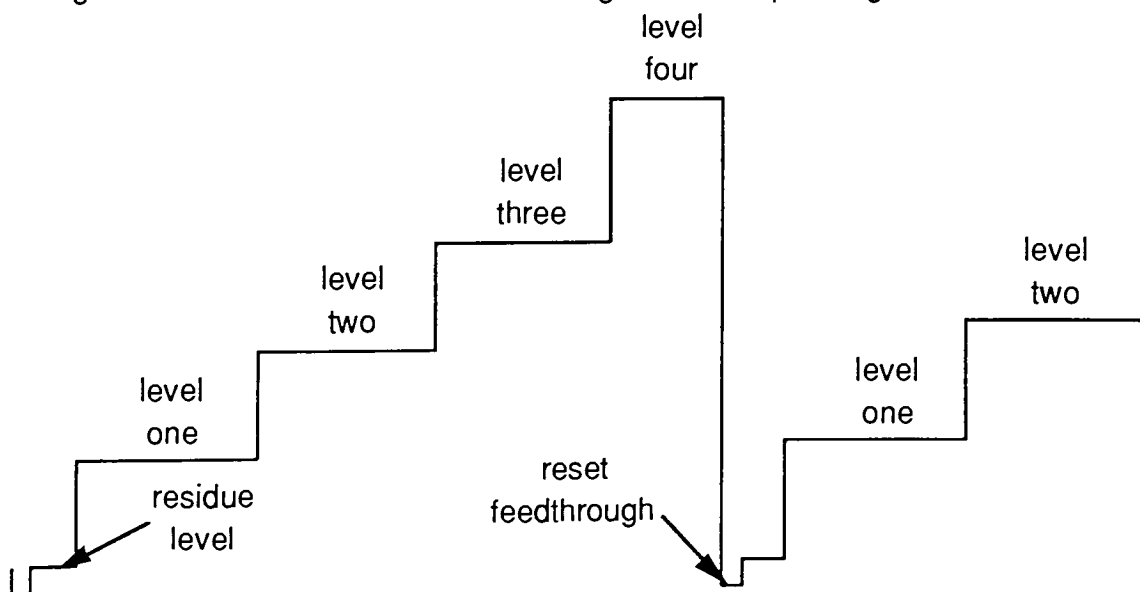 level
four
level
three
level
two
level
one
residue
level
reset
feedthrough
level
one
level
two